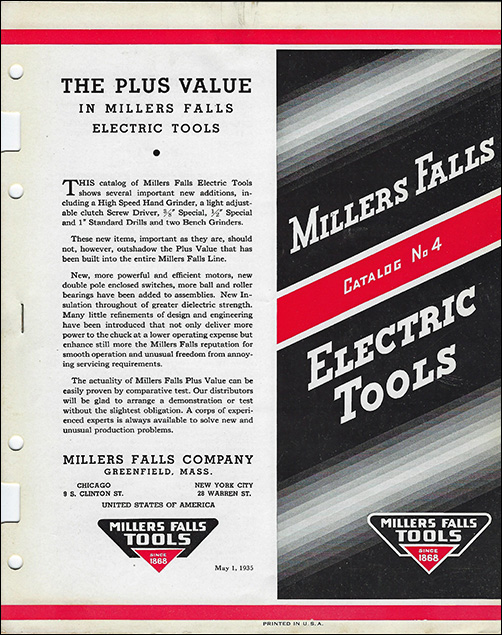 THE PLUS VALUE
IN MILLERS FALLS
ELECTRIC TOOLS
THIS catalog of Millers Falls Electric Tools
shows several important new additions, in-
cluding a High Speed Hand Grinder, a light adjust-
able clutch Screw Driver, 3/8" Special, 1/2" Special
and 1" Standard Drills and two Bench Grinders.
These new items, important as they are, should
not, however, outshadow the Plus Value that has
been built into the entire Millers Falls Line.
New, more powerful and efficient motors, new
double pole enclosed switches, more ball and roller
bearings have been added to assemblies. New In-
sulation throughout of greater dielectric strength.
Many little refinements of design and engineering
have been introduced that not only deliver more
power to the chuck at a lower operating expense but
enhance still more the Millers Falls reputation for
smooth operation and unusual freedom from annoy-
ing servicing requirements.
The actuality of Millers Falls Plus Value can be
easily proven by comparative test. Our distributors
will be glad to arrange a demonstration or test
without the slightest obligation. A corps of experi-
enced experts is always available to solve new and
unusual production problems.
MILLERS FALLS COMPANY
GREENFIELD, MASS.
CHICAGO NEW YORK CITY
9 S. CLINTON ST. 28 WARREN ST.
UNITED STATES OF AMERICA
MILLERS FALLS
TOOLS
SINCE
1868
May 1, 1935
MILLERS FALLS
CATALOG No 4
ELECTRIC
TOOLS
MILLERS FALLS
TOOLS
SINCE
1868
PRINTED IN U.S.A.